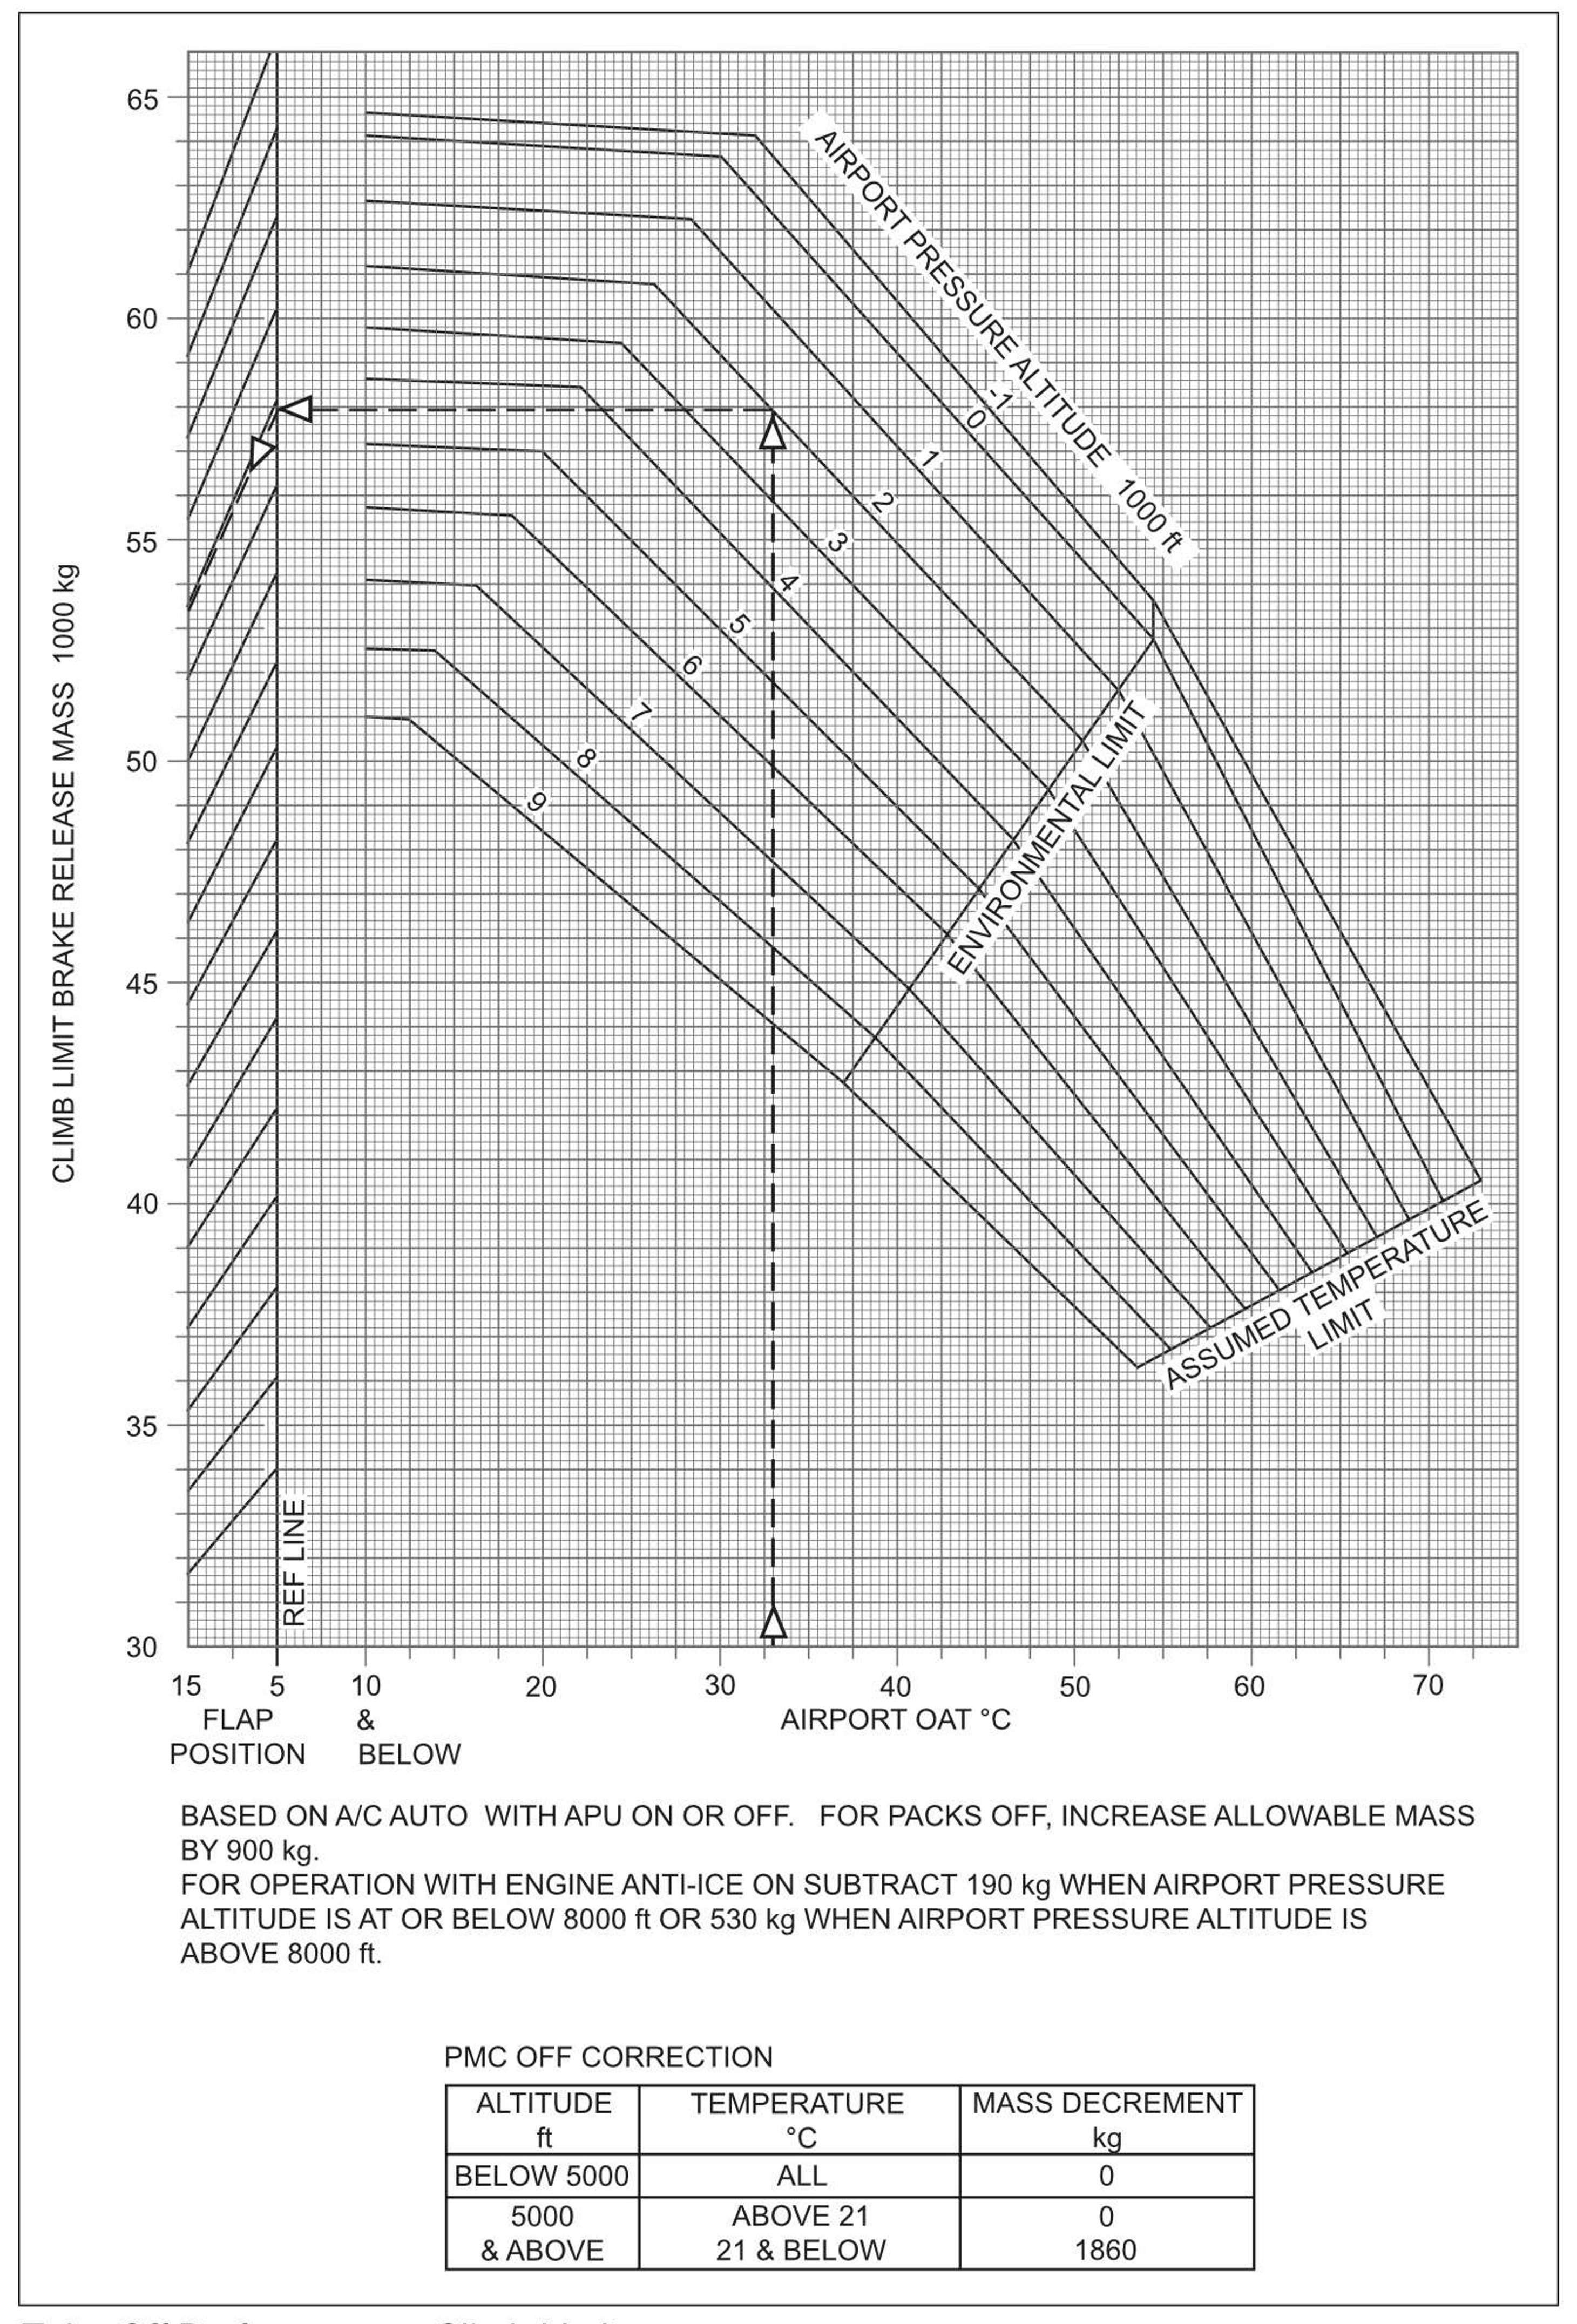 65
60
55
50
45
40
35
30
CLIMB LIMIT BRAKE RELEASE MASS 1000 kg
AIRPORT PRESSURE ALTITUDE 1000 ft
-1
0
1
2
3
4
5
6
7
8
9
ENVIRONMENTAL LIMIT
ASSUMED TEMPERATURE
LIMIT
REF LINE
15 5 10 20 30 40 50 60 70
FLAP & AIRPORT OAT °C
POSITION BELOW
BASED ON A/C AUTO WITH APU ON OR OFF. FOR PACKS OFF, INCREASE ALLOWABLE MASS
BY 900 kg.
FOR OPERATION WITH ENGINE ANTI-ICE ON SUBTRACT 190 kg WHEN AIRPORT PRESSURE
ALTITUDE IS AT OR BELOW 8000 ft OR 530 kg WHEN AIRPORT PRESSURE ALTITUDE IS
ABOVE 8000 ft.
PMC OFF CORRECTION
ALTITUDE TEMPERATURE MASS DECREMENT
ft °C kg
BELOW 5000 ALL 0
5000 ABOVE 21 0
& ABOVE 21 & BELOW 1860